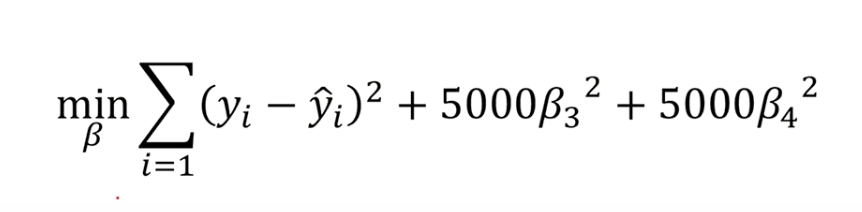 min β ∑ i=1 (yᵢ − ŷᵢ)² + 5000β₃² + 5000β₄²